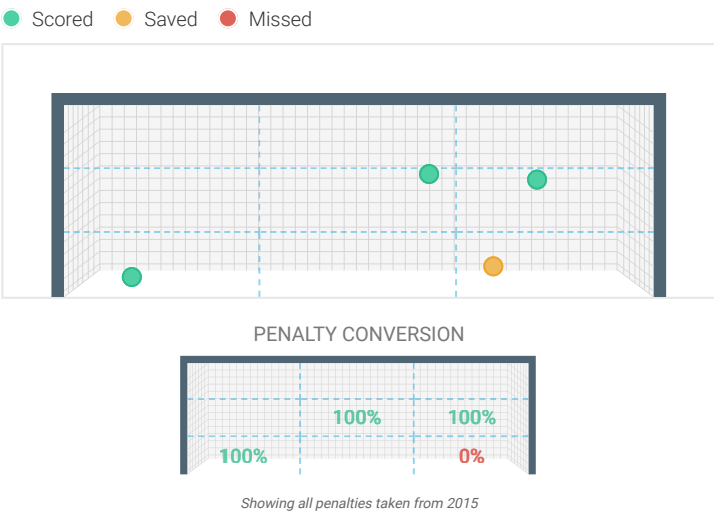 Scored Saved Missed
PENALTY CONVERSION
100% 100%
100% 0%
Showing all penalties taken from 2015